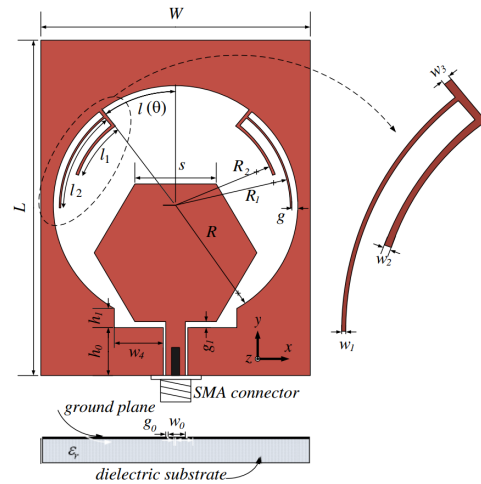 W
l (θ)
w3
l1
s
l2
R2
R1
g
L
R
w2
h1
y
h0
w4
g1
z
x
w1
SMA connector
ground plane
g0
w0
εr
dielectric substrate